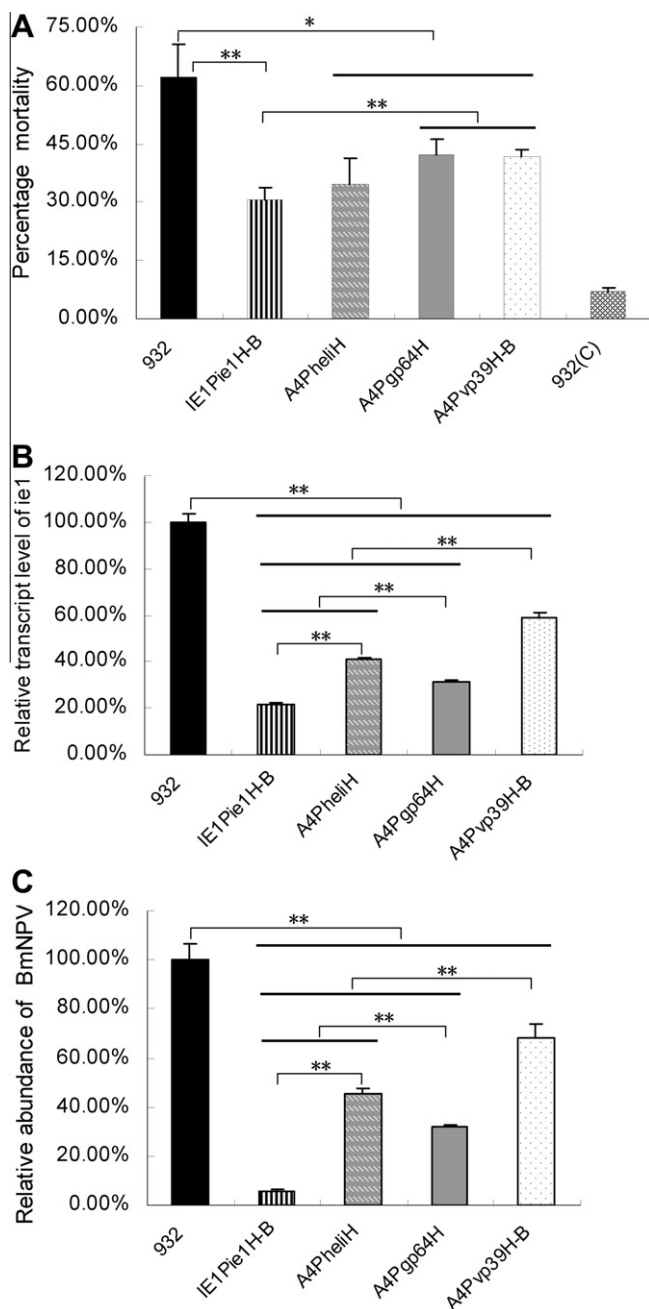 A
Percentage mortality
75.00%
60.00%
45.00%
30.00%
15.00%
0.00%
*
**
**
932
IE1Pie1H-B
A4PheliH
A4Pgp64H
A4Pvp39H-B
932(C)
B
Relative transcript level of ie1
120.00%
100.00%
80.00%
60.00%
40.00%
20.00%
0.00%
**
**
**
**
932
IE1Pie1H-B
A4PheliH
A4Pgp64H
A4Pvp39H-B
C
Relative abundance of BmNPV
120.00%
100.00%
80.00%
60.00%
40.00%
20.00%
0.00%
**
**
**
**
932
IE1Pie1H-B
A4PheliH
A4Pgp64H
A4Pvp39H-B